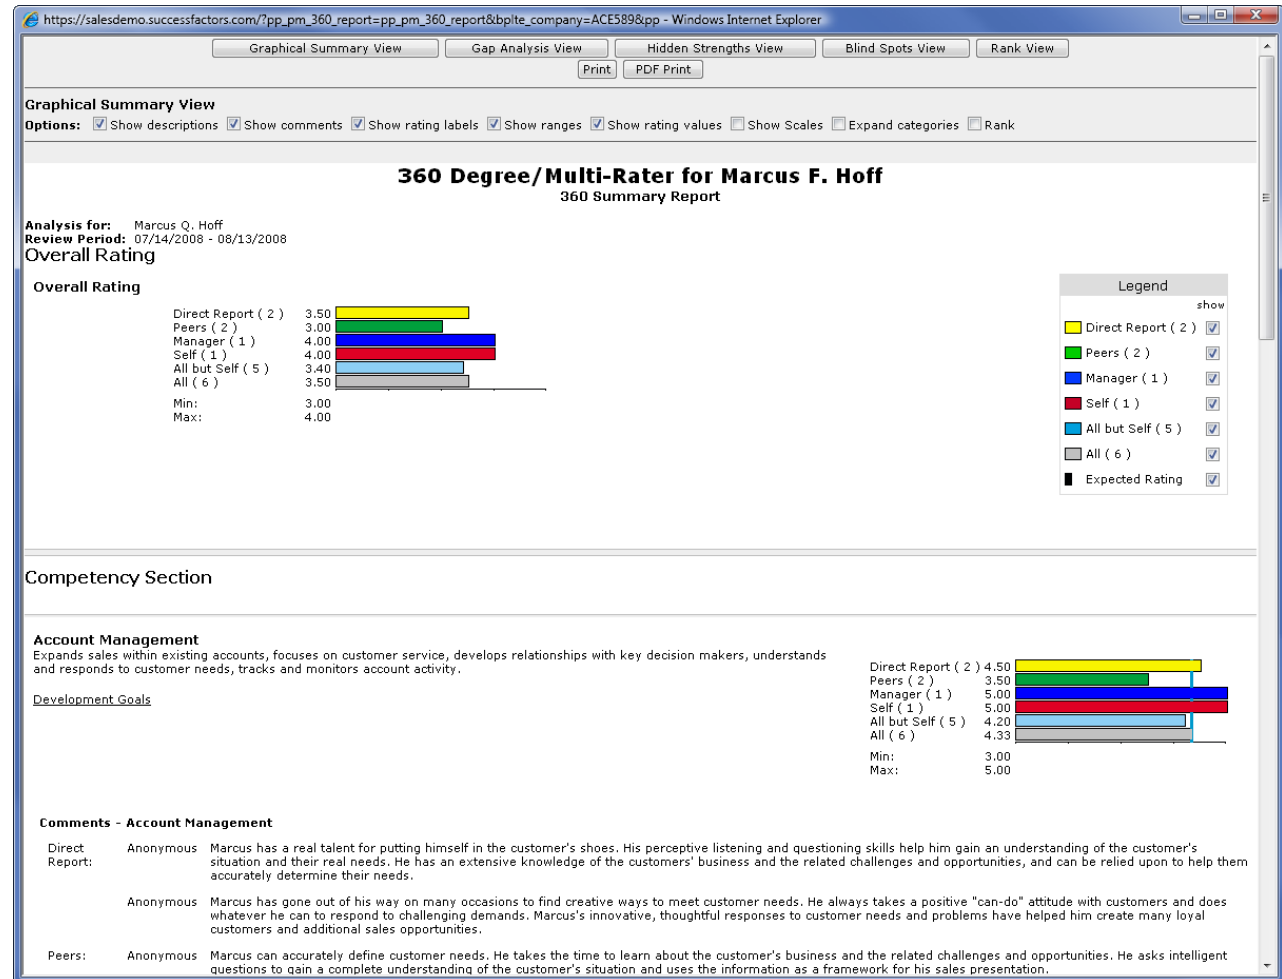 https://salesdemo.successfactors.com/?pp_pm_360_report=pp_pm_360_report&bplte_company=ACE589&pp - Windows Internet Explorer
Graphical Summary View Gap Analysis View Hidden Strengths View Blind Spots View Rank View
Print PDF Print
Graphical Summary View
Options: Show descriptions Show comments Show rating labels Show ranges Show rating values Show Scales Expand categories Rank
360 Degree/Multi-Rater for Marcus F. Hoff
360 Summary Report
Analysis for: Marcus Q. Hoff
Review Period: 07/14/2008 - 08/13/2008
Overall Rating
Overall Rating
Direct Report ( 2 ) 3.50
Peers ( 2 ) 3.00
Manager ( 1 ) 4.00
Self ( 1 ) 4.00
All but Self ( 5 ) 3.40
All ( 6 ) 3.50
Min: 3.00
Max: 4.00
Legend
show
Direct Report ( 2 )
Peers ( 2 )
Manager ( 1 )
Self ( 1 )
All but Self ( 5 )
All ( 6 )
Expected Rating
Competency Section
Account Management
Expands sales within existing accounts, focuses on customer service, develops relationships with key decision makers, understands
and responds to customer needs, tracks and monitors account activity.
Development Goals
Direct Report ( 2 ) 4.50
Peers ( 2 ) 3.50
Manager ( 1 ) 5.00
Self ( 1 ) 5.00
All but Self ( 5 ) 4.20
All ( 6 ) 4.33
Min: 3.00
Max: 5.00
Comments - Account Management
Direct Report: Anonymous Marcus has a real talent for putting himself in the customer's shoes. His perceptive listening and questioning skills help him gain an understanding of the customer's
situation and their real needs. He has an extensive knowledge of the customers' business and the related challenges and opportunities, and can be relied upon to help them
accurately determine their needs.
Anonymous Marcus has gone out of his way on many occasions to find creative ways to meet customer needs. He always takes a positive "can-do" attitude with customers and does
whatever he can to respond to challenging demands. Marcus's innovative, thoughtful responses to customer needs and problems have helped him create many loyal
customers and additional sales opportunities.
Peers: Anonymous Marcus can accurately define customer needs. He takes the time to learn about the customer's business and the related challenges and opportunities. He asks intelligent
questions to gain a complete understanding of the customer's situation and uses the information as a framework for his sales presentation.